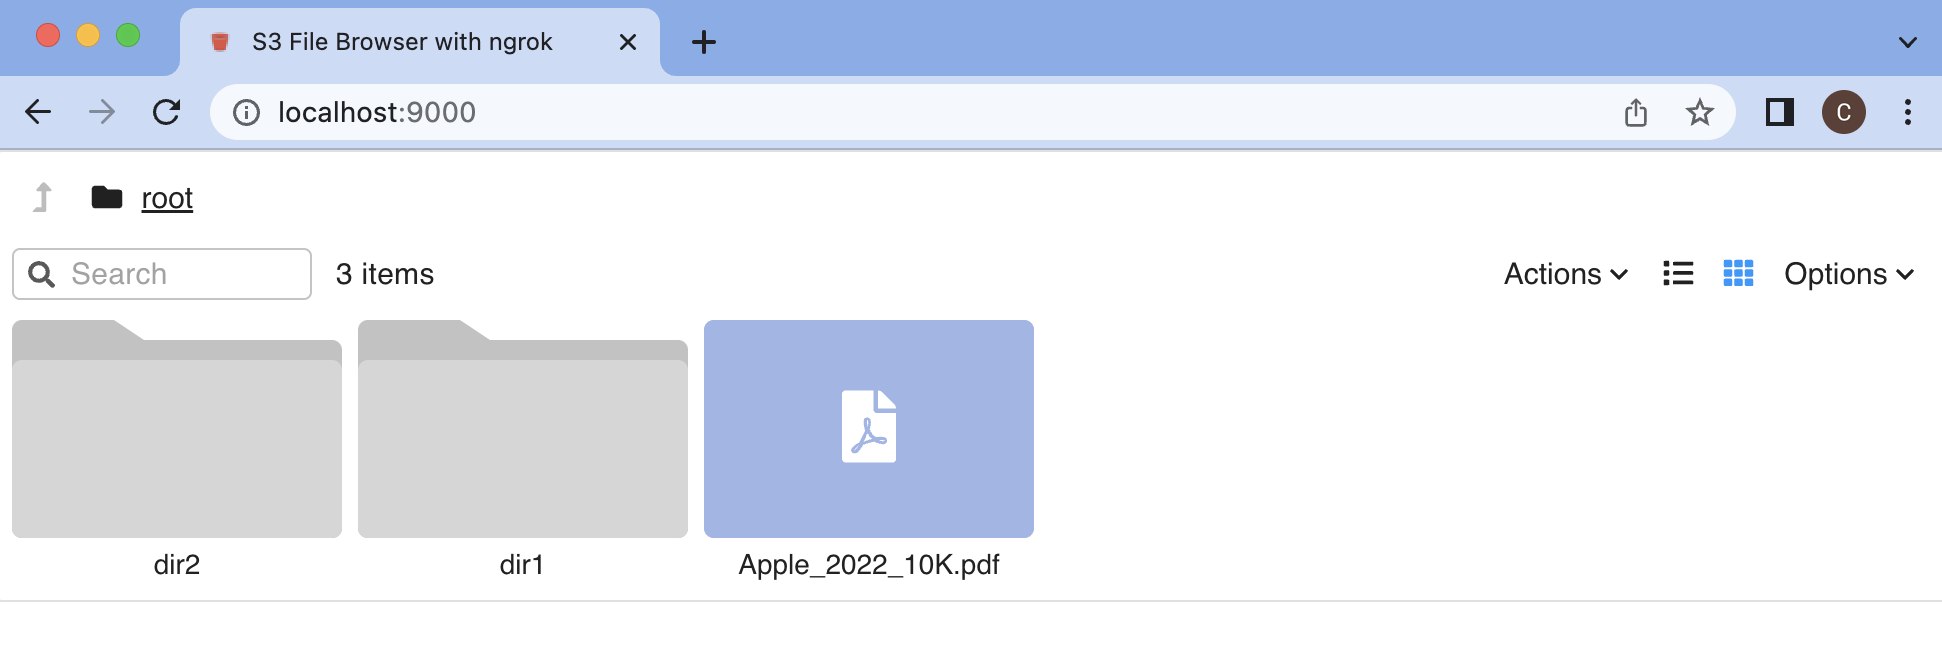 S3 File Browser with ngrok
localhost:9000
C
root
Search
3 items
Actions
Options
dir2
dir1
Apple_2022_10K.pdf